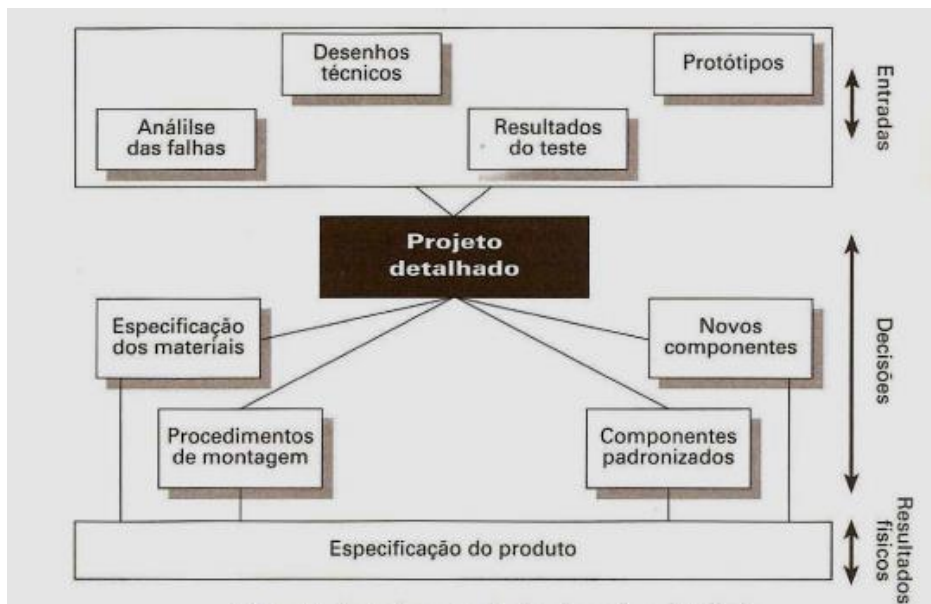 Desenhos
técnicos
Protótipos
Análilse
das falhas
Resultados
do teste
Entradas
Projeto
detalhado
Especificação
dos materiais
Novos
componentes
Procedimentos
de montagem
Componentes
padronizados
Decisões
Especificação do produto
Resultados
físicos